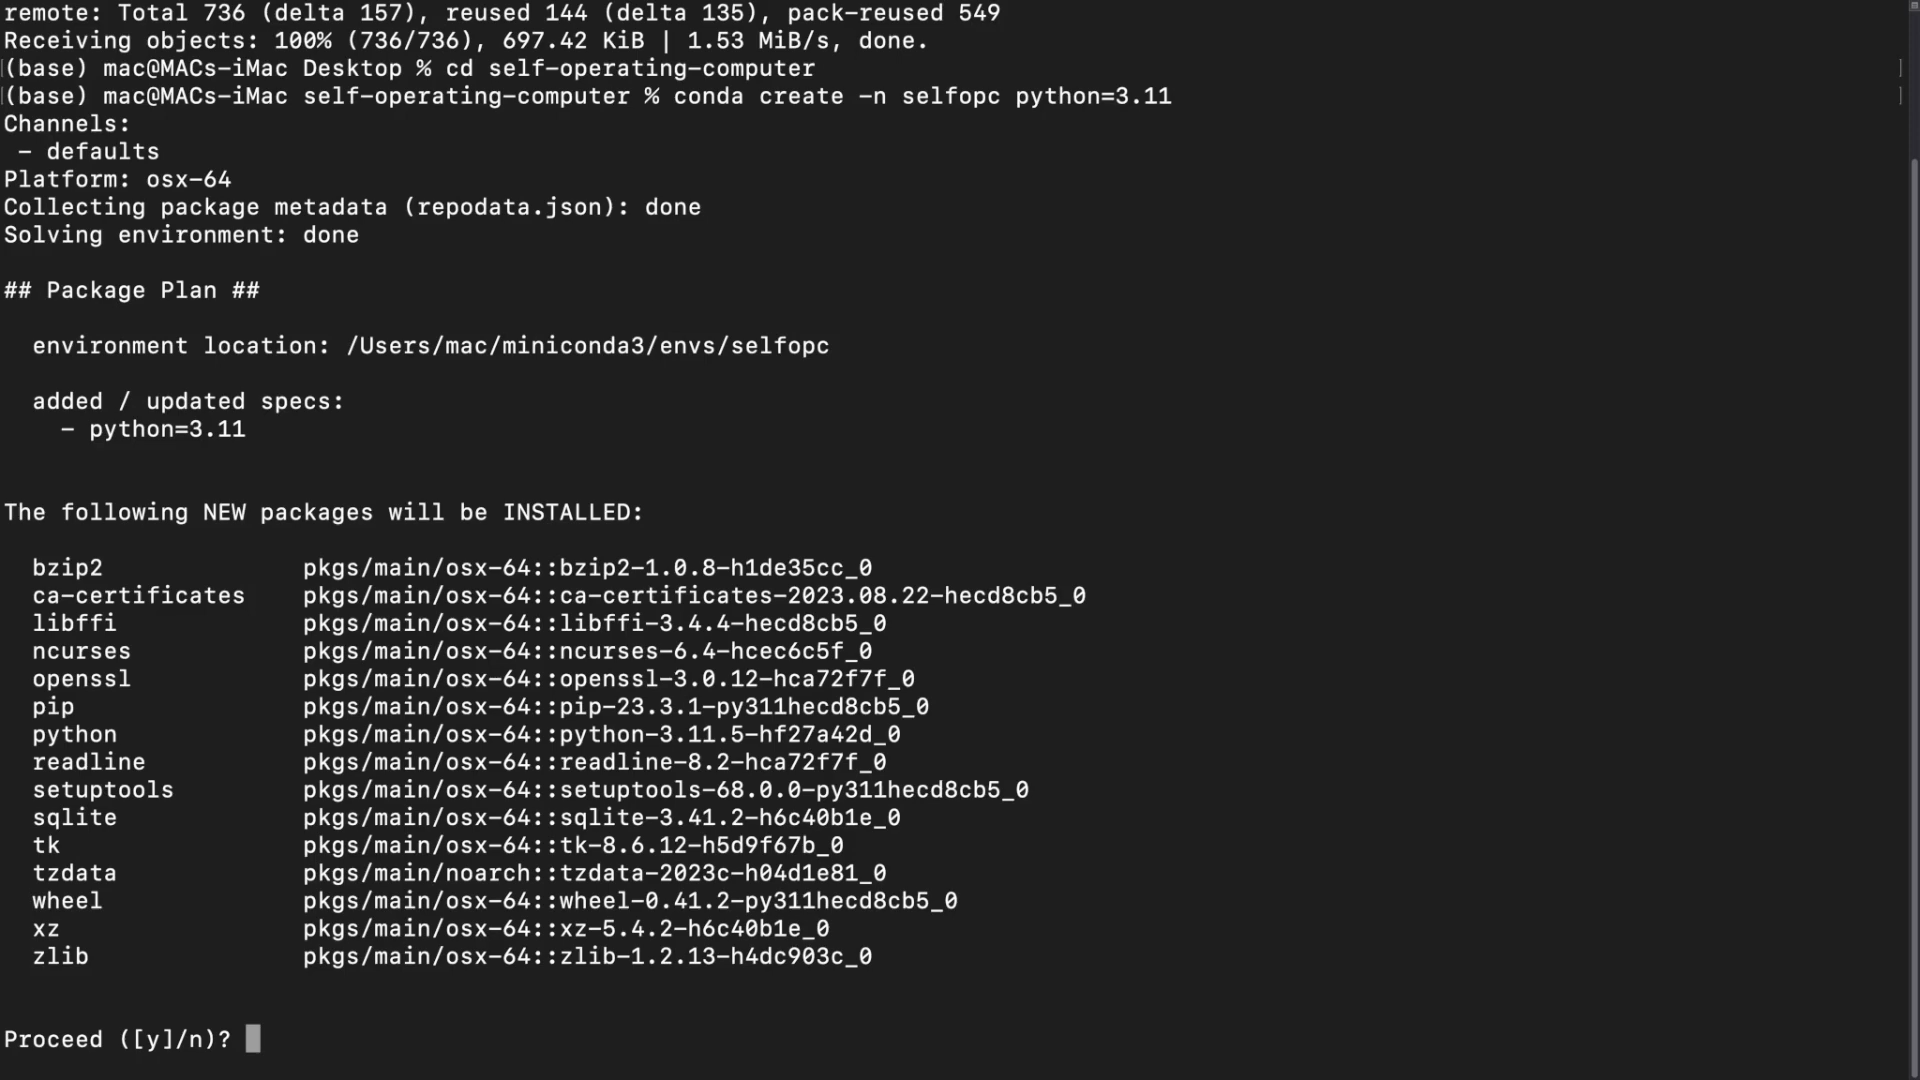 remote: Total 736 (delta 157), reused 144 (delta 135), pack-reused 549
Receiving objects: 100% (736/736), 697.42 KiB | 1.53 MiB/s, done.
(base) mac@MACs-iMac Desktop % cd self-operating-computer
(base) mac@MACs-iMac self-operating-computer % conda create -n selfopc python=3.11
Channels:
 - defaults
Platform: osx-64
Collecting package metadata (repodata.json): done
Solving environment: done

## Package Plan ##

  environment location: /Users/mac/miniconda3/envs/selfopc

  added / updated specs:
    - python=3.11


The following NEW packages will be INSTALLED:

  bzip2              pkgs/main/osx-64::bzip2-1.0.8-h1de35cc_0
  ca-certificates    pkgs/main/osx-64::ca-certificates-2023.08.22-hecd8cb5_0
  libffi             pkgs/main/osx-64::libffi-3.4.4-hecd8cb5_0
  ncurses            pkgs/main/osx-64::ncurses-6.4-hcec6c5f_0
  openssl            pkgs/main/osx-64::openssl-3.0.12-hca72f7f_0
  pip                pkgs/main/osx-64::pip-23.3.1-py311hecd8cb5_0
  python             pkgs/main/osx-64::python-3.11.5-hf27a42d_0
  readline           pkgs/main/osx-64::readline-8.2-hca72f7f_0
  setuptools         pkgs/main/osx-64::setuptools-68.0.0-py311hecd8cb5_0
  sqlite             pkgs/main/osx-64::sqlite-3.41.2-h6c40b1e_0
  tk                 pkgs/main/osx-64::tk-8.6.12-h5d9f67b_0
  tzdata             pkgs/main/noarch::tzdata-2023c-h04d1e81_0
  wheel              pkgs/main/osx-64::wheel-0.41.2-py311hecd8cb5_0
  xz                 pkgs/main/osx-64::xz-5.4.2-h6c40b1e_0
  zlib               pkgs/main/osx-64::zlib-1.2.13-h4dc903c_0


Proceed ([y]/n)?